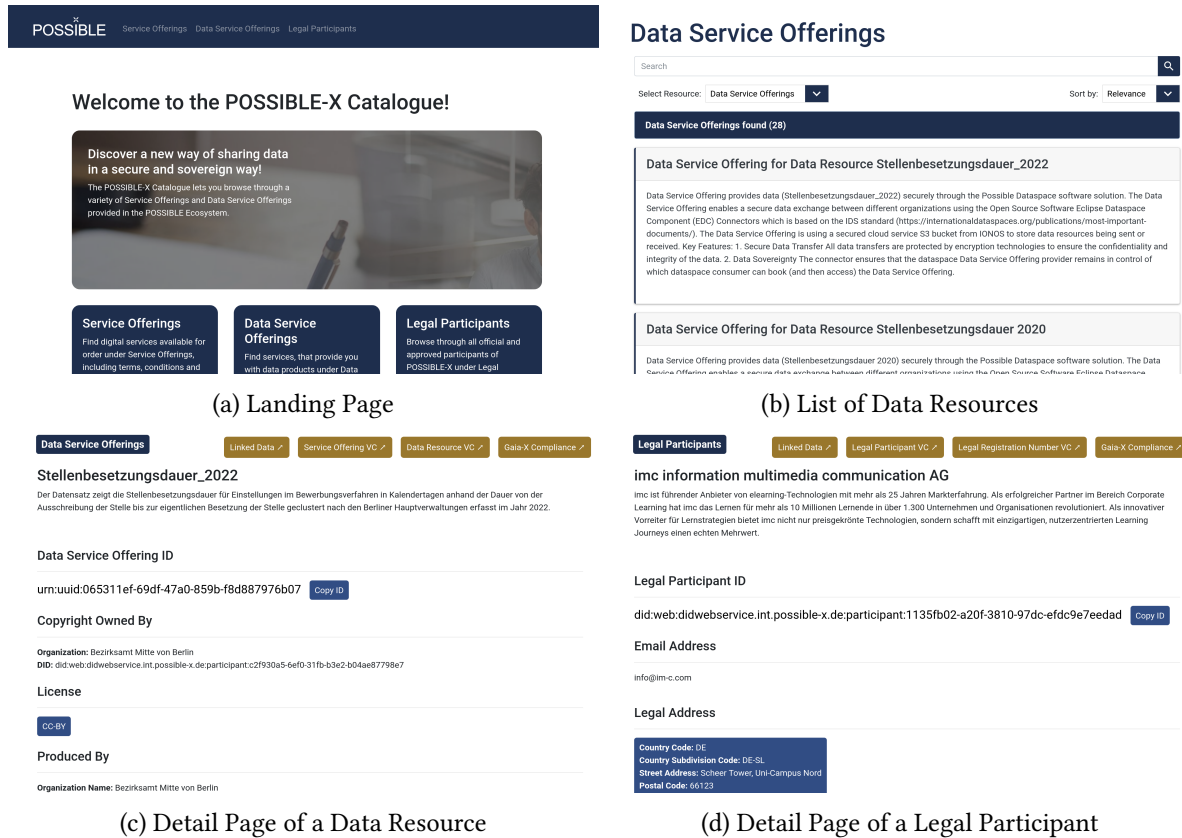 POSSIBLE
Service Offerings Data Service Offerings Legal Participants
Welcome to the POSSIBLE-X Catalogue!
Discover a new way of sharing data
in a secure and sovereign way!
The POSSIBLE-X Catalogue lets you browse through a
variety of Service Offerings and Data Service Offerings
provided in the POSSIBLE Ecosystem.
Service Offerings
Find digital services available for
order under Service Offerings,
including terms, conditions and
Data Service
Offerings
Find services, that provide you
with data products under Data
Legal Participants
Browse through all official and
approved participants of
POSSIBLE-X under Legal
(a) Landing Page
Data Service Offerings
Search
Select Resource: Data Service Offerings
Sort by: Relevance
Data Service Offerings found (28)
Data Service Offering for Data Resource Stellenbesetzungsdauer_2022
Data Service Offering provides data (Stellenbesetzungsdauer_2022) securely through the Possible Dataspace software solution. The Data
Service Offering enables a secure data exchange between different organizations using the Open Source Software Eclipse Dataspace
Component (EDC) Connectors which is based on the IDS standard (https://internationaldataspaces.org/publications/most-important-
documents/). The Data Service Offering is using a secured cloud service S3 bucket from IONOS to store data resources being sent or
received. Key Features: 1. Secure Data Transfer All data transfers are protected by encryption technologies to ensure the confidentiality and
integrity of the data. 2. Data Sovereignty The connector ensures that the dataspace Data Service Offering provider remains in control of
which dataspace consumer can book (and then access) the Data Service Offering.
Data Service Offering for Data Resource Stellenbesetzungsdauer 2020
Data Service Offering provides data (Stellenbesetzungsdauer 2020) securely through the Possible Dataspace software solution. The Data
Service Offering enables a secure data exchange between different organizations using the Open Source Software Eclipse Dataspace
(b) List of Data Resources
Data Service Offerings
Linked Data ↗ Service Offering VC ↗ Data Resource VC ↗ Gaia-X Compliance ↗
Stellenbesetzungsdauer_2022
Der Datensatz zeigt die Stellenbesetzungsdauer für Einstellungen im Bewerbungsverfahren in Kalendertagen anhand der Dauer von der
Ausschreibung der Stelle bis zur eigentlichen Besetzung der Stelle geclustert nach den Berliner Hauptverwaltungen erfasst im Jahr 2022.
Data Service Offering ID
urn:uuid:065311ef-69df-47a0-859b-f8d887976b07 Copy ID
Copyright Owned By
Organization: Bezirksamt Mitte von Berlin
DID: did:web:didwebservice.int.possible-x.de:participant:c2f930a5-6ef0-31fb-b3e2-b04ae87798e7
License
CC-BY
Produced By
Organization Name: Bezirksamt Mitte von Berlin
(c) Detail Page of a Data Resource
Legal Participants
Linked Data ↗ Legal Participant VC ↗ Legal Registration Number VC ↗ Gaia-X Compliance ↗
imc information multimedia communication AG
imc ist führender Anbieter von elearning-Technologien mit mehr als 25 Jahren Markterfahrung. Als erfolgreicher Partner im Bereich Corporate
Learning hat imc das Lernen für mehr als 10 Millionen Lernende in über 1.300 Unternehmen und Organisationen revolutioniert. Als innovativer
Vorreiter für Lernstrategien bietet imc nicht nur preisgekrönte Technologien, sondern schafft mit einzigartigen, nutzerzentrierten Learning
Journeys einen echten Mehrwert.
Legal Participant ID
did:web:didwebservice.int.possible-x.de:participant:1135fb02-a20f-3810-97dc-efdc9e7eedad Copy ID
Email Address
info@im-c.com
Legal Address
Country Code: DE
Country Subdivision Code: DE-SL
Street Address: Scheer Tower, Uni-Campus Nord
Postal Code: 66123
(d) Detail Page of a Legal Participant